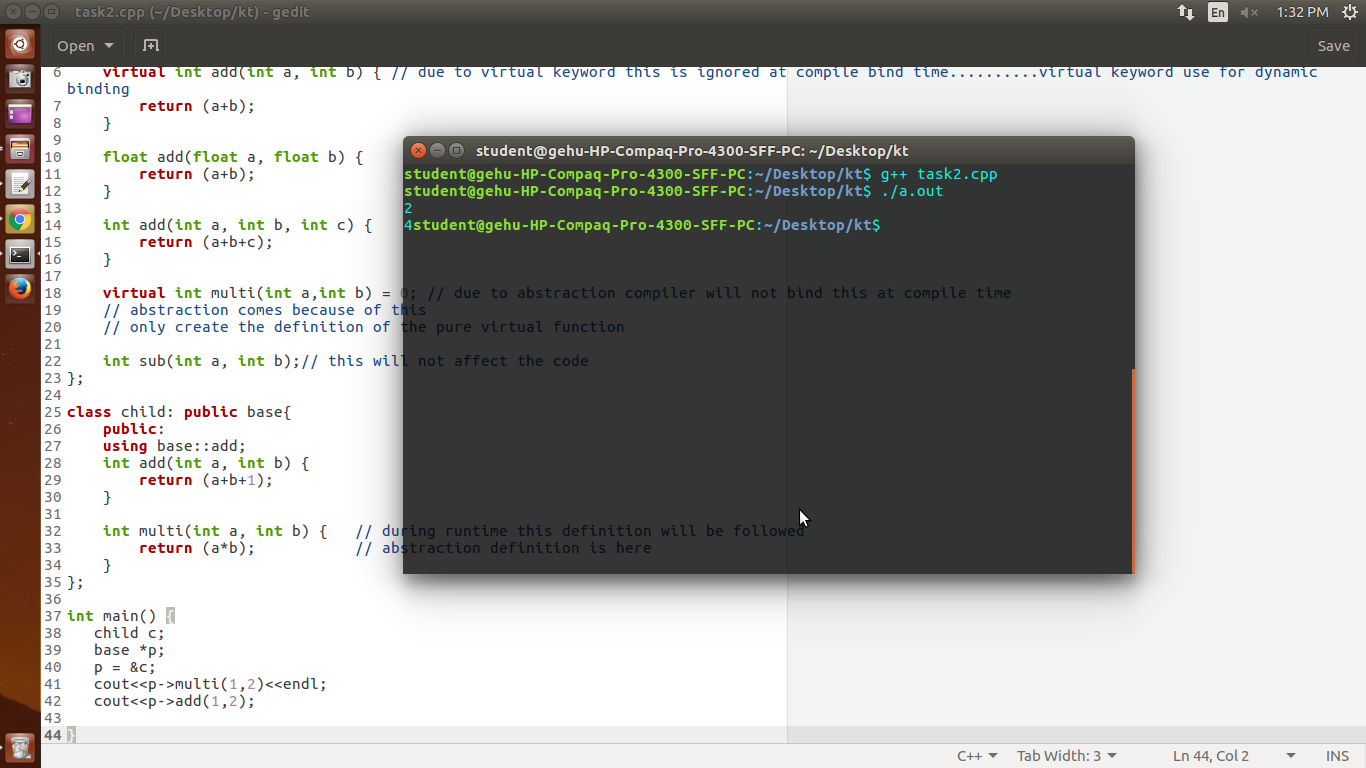 task2.cpp (~/Desktop/kt) - gedit
En
1:32 PM
Open
Save
6 virtual int add(int a, int b) { // due to virtual keyword this is ignored at compile bind time..........virtual keyword use for dynamic
binding
7 return (a+b);
8 }
9
10 float add(float a, float b) {
11 return (a+b);
12 }
13
14 int add(int a, int b, int c) {
15 return (a+b+c);
16 }
17
18 virtual int multi(int a,int b) = 0; // due to abstraction compiler will not bind this at compile time
19 // abstraction comes because of this
20 // only create the definition of the pure virtual function
21
22 int sub(int a, int b);// this will not affect the code
23 };
24
25 class child: public base{
26 public:
27 using base::add;
28 int add(int a, int b) {
29 return (a+b+1);
30 }
31
32 int multi(int a, int b) { // during runtime this definition will be followed
33 return (a*b); // abstraction definition is here
34 }
35 };
36
37 int main() {
38 child c;
39 base *p;
40 p = &c;
41 cout<<p->multi(1,2)<<endl;
42 cout<<p->add(1,2);
43
44 }
student@gehu-HP-Compaq-Pro-4300-SFF-PC: ~/Desktop/kt
student@gehu-HP-Compaq-Pro-4300-SFF-PC:~/Desktop/kt$ g++ task2.cpp
student@gehu-HP-Compaq-Pro-4300-SFF-PC:~/Desktop/kt$ ./a.out
2
4student@gehu-HP-Compaq-Pro-4300-SFF-PC:~/Desktop/kt$
C++
Tab Width: 3
Ln 44, Col 2
INS